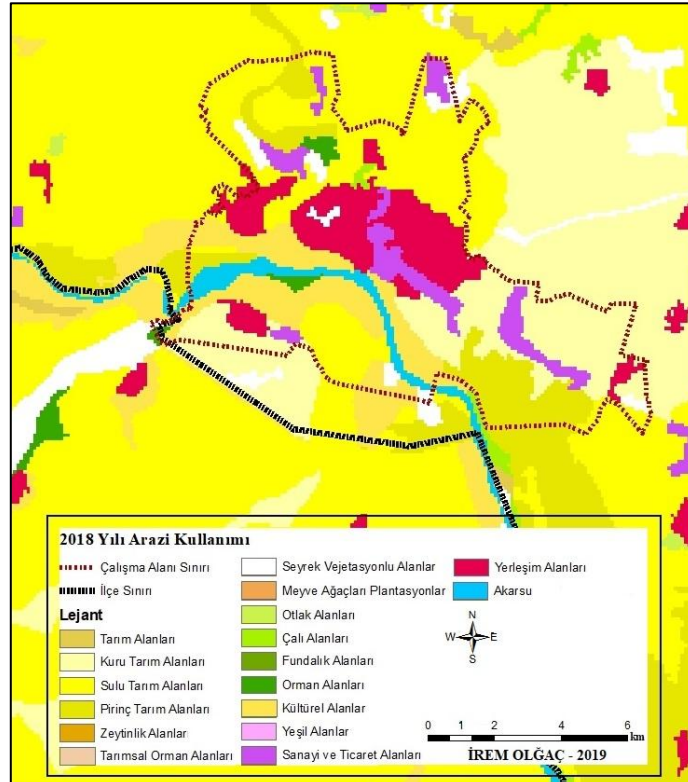 2018 Yılı Arazi Kullanımı
Çalışma Alanı Sınırı
İlçe Sınırı
Lejant
Tarım Alanları
Kuru Tarım Alanları
Sulu Tarım Alanları
Pirinç Tarım Alanları
Zeytinlik Alanlar
Tarımsal Orman Alanları
Seyrek Vejetasyonlu Alanlar
Meyve Ağaçları Plantasyonlar
Otlak Alanları
Çalı Alanları
Fundalık Alanları
Orman Alanları
Kültürel Alanlar
Yeşil Alanlar
Sanayi ve Ticaret Alanları
Yerleşim Alanları
Akarsu
N
W E
S
0 1 2 4 6
km
İREM OLĞAÇ - 2019